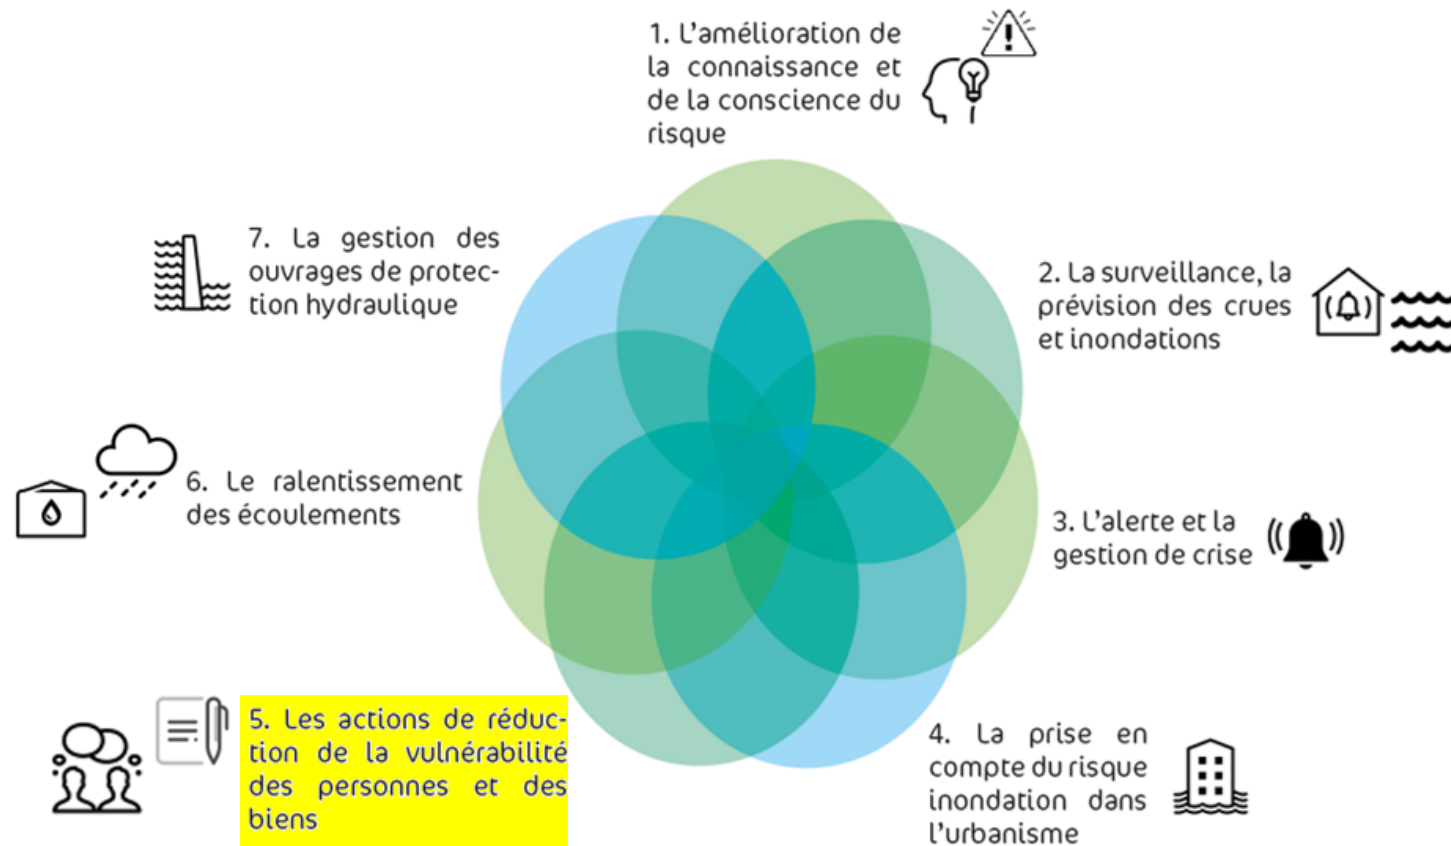 1. L'amélioration de
la connaissance et
de la conscience du
risque
2. La surveillance, la
prévision des crues
et inondations
3. L'alerte et la
gestion de crise
4. La prise en
compte du risque
inondation dans
l'urbanisme
5. Les actions de réduc-
tion de la vulnérabilité
des personnes et des
biens
6. Le ralentissement
des écoulements
7. La gestion des
ouvrages de protec-
tion hydraulique